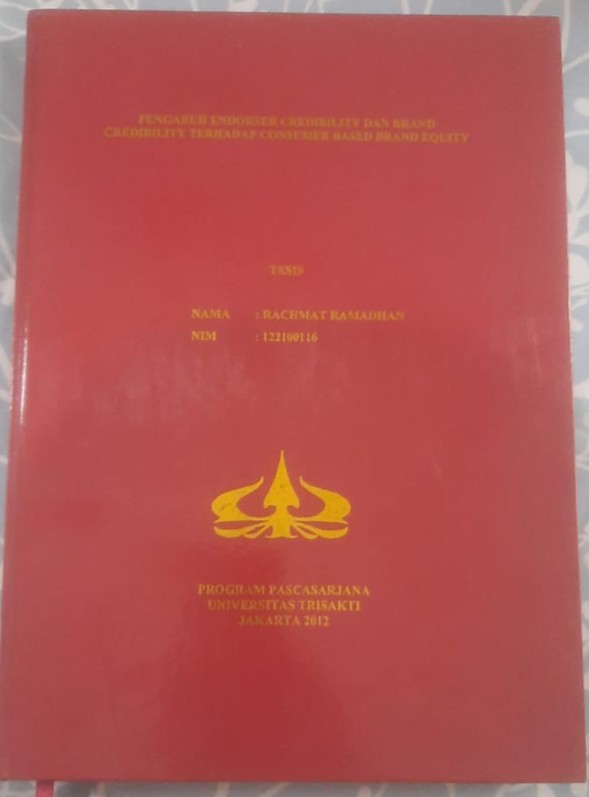 PENGARUH ENDORSER CREDIBILITY DAN BRAND
CREDIBILITY TERHADAP CONSUMER BASED BRAND EQUITY
TESIS
NAMA : RACHMAT RAMADHAN
NIM : 122100116
PROGRAM PASCASARJANA
UNIVERSITAS TRISAKTI
JAKARTA 2012